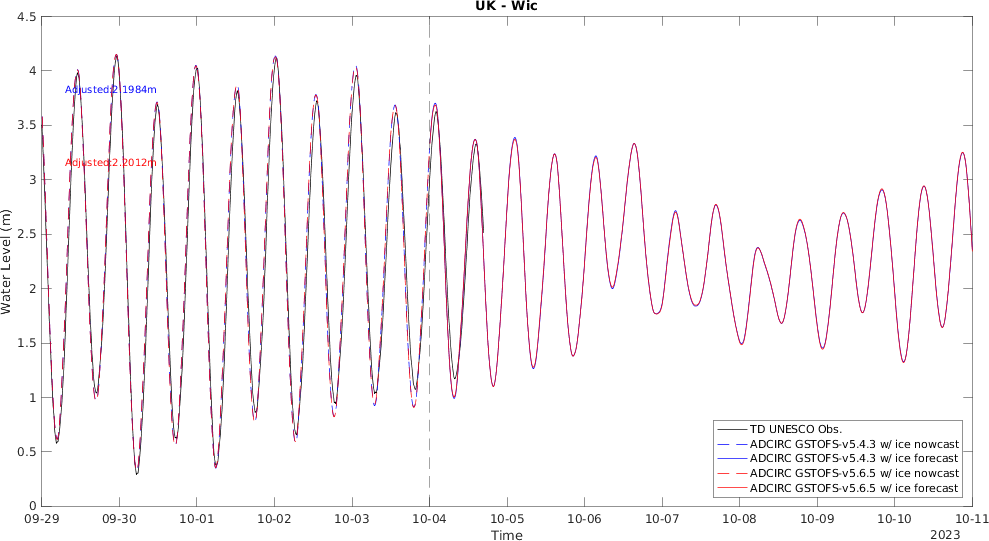 UK - Wic
Water Level (m)
4.5
4
3.5
3
2.5
2
1.5
1
0.5
0
Adjusted:2.1984m
Adjusted:2.2012m
TD UNESCO Obs.
ADCIRC GSTOFS-v5.4.3 w/ ice nowcast
ADCIRC GSTOFS-v5.4.3 w/ ice forecast
ADCIRC GSTOFS-v5.6.5 w/ ice nowcast
ADCIRC GSTOFS-v5.6.5 w/ ice forecast
09-29 09-30 10-01 10-02 10-03 10-04 10-05 10-06 10-07 10-08 10-09 10-10 10-11
Time
2023